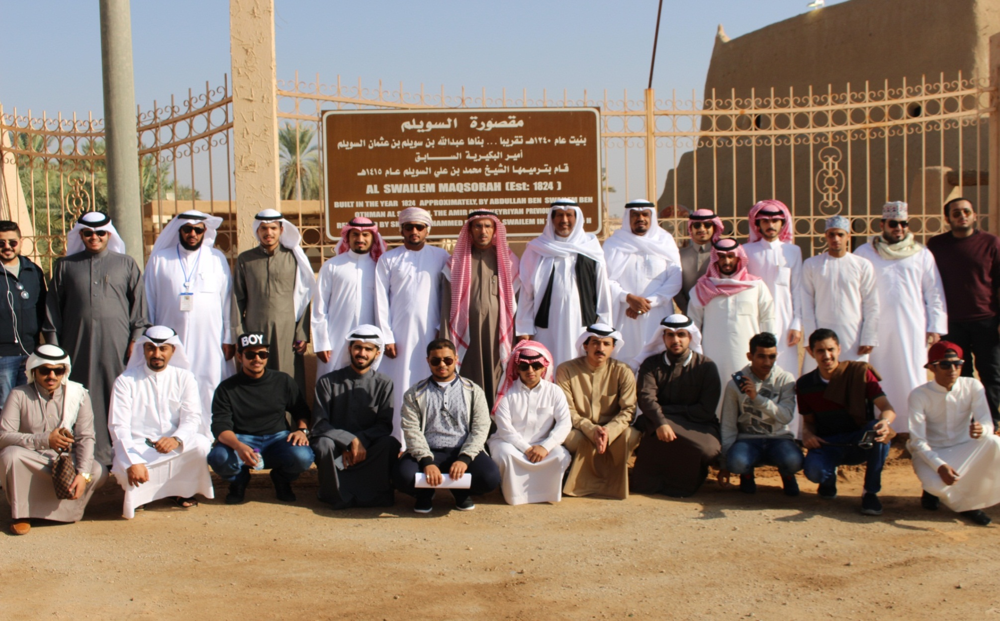 مقصورة السويلم
بنيت عام ١٢٤٠هـ تقريبا ... بناها عبدالله بن سويلم بن عثمان السويلم
أمير البكيرية الســـــابق
قام بترميمها الشيخ محمد بن علي السويلم عام ١٤١٥هـ
AL SWAILEM MAQSORAH (Est: 1824 )
BUILT IN THE YEAR 1824 APPROXIMATELY, BY ABDULLAH BEN SWAILEM BEN
OTHMAN AL THE AMIR
BY IN
BOY